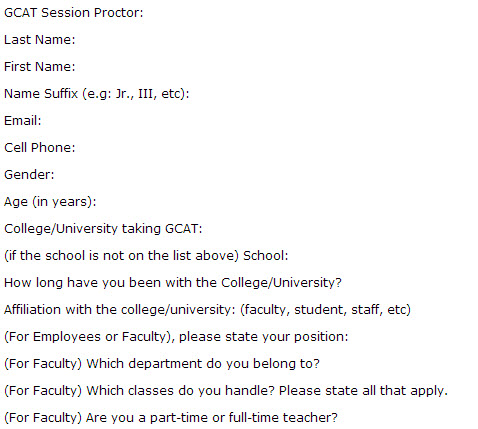 GCAT Session Proctor:
Last Name:
First Name:
Name Suffix (e.g: Jr., III, etc):
Email:
Cell Phone:
Gender:
Age (in years):
College/University taking GCAT:
(if the school is not on the list above) School:
How long have you been with the College/University?
Affiliation with the college/university: (faculty, student, staff, etc)
(For Employees or Faculty), please state your position:
(For Faculty) Which department do you belong to?
(For Faculty) Which classes do you handle? Please state all that apply.
(For Faculty) Are you a part-time or full-time teacher?